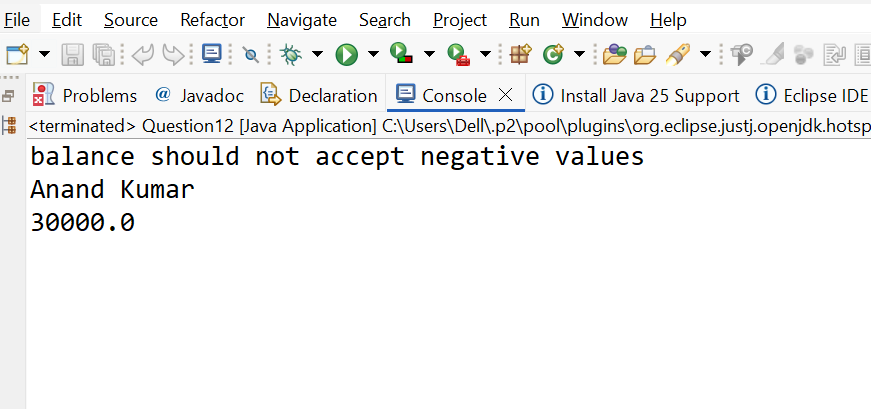 File Edit Source Refactor Navigate Search Project Run Window Help
Problems @ Javadoc Declaration Console Install Java 25 Support Eclipse IDE
<terminated> Question12 [Java Application] C:\Users\Dell\.p2\pool\plugins\org.eclipse.justj.openjdk.hotsp
balance should not accept negative values
Anand Kumar
30000.0